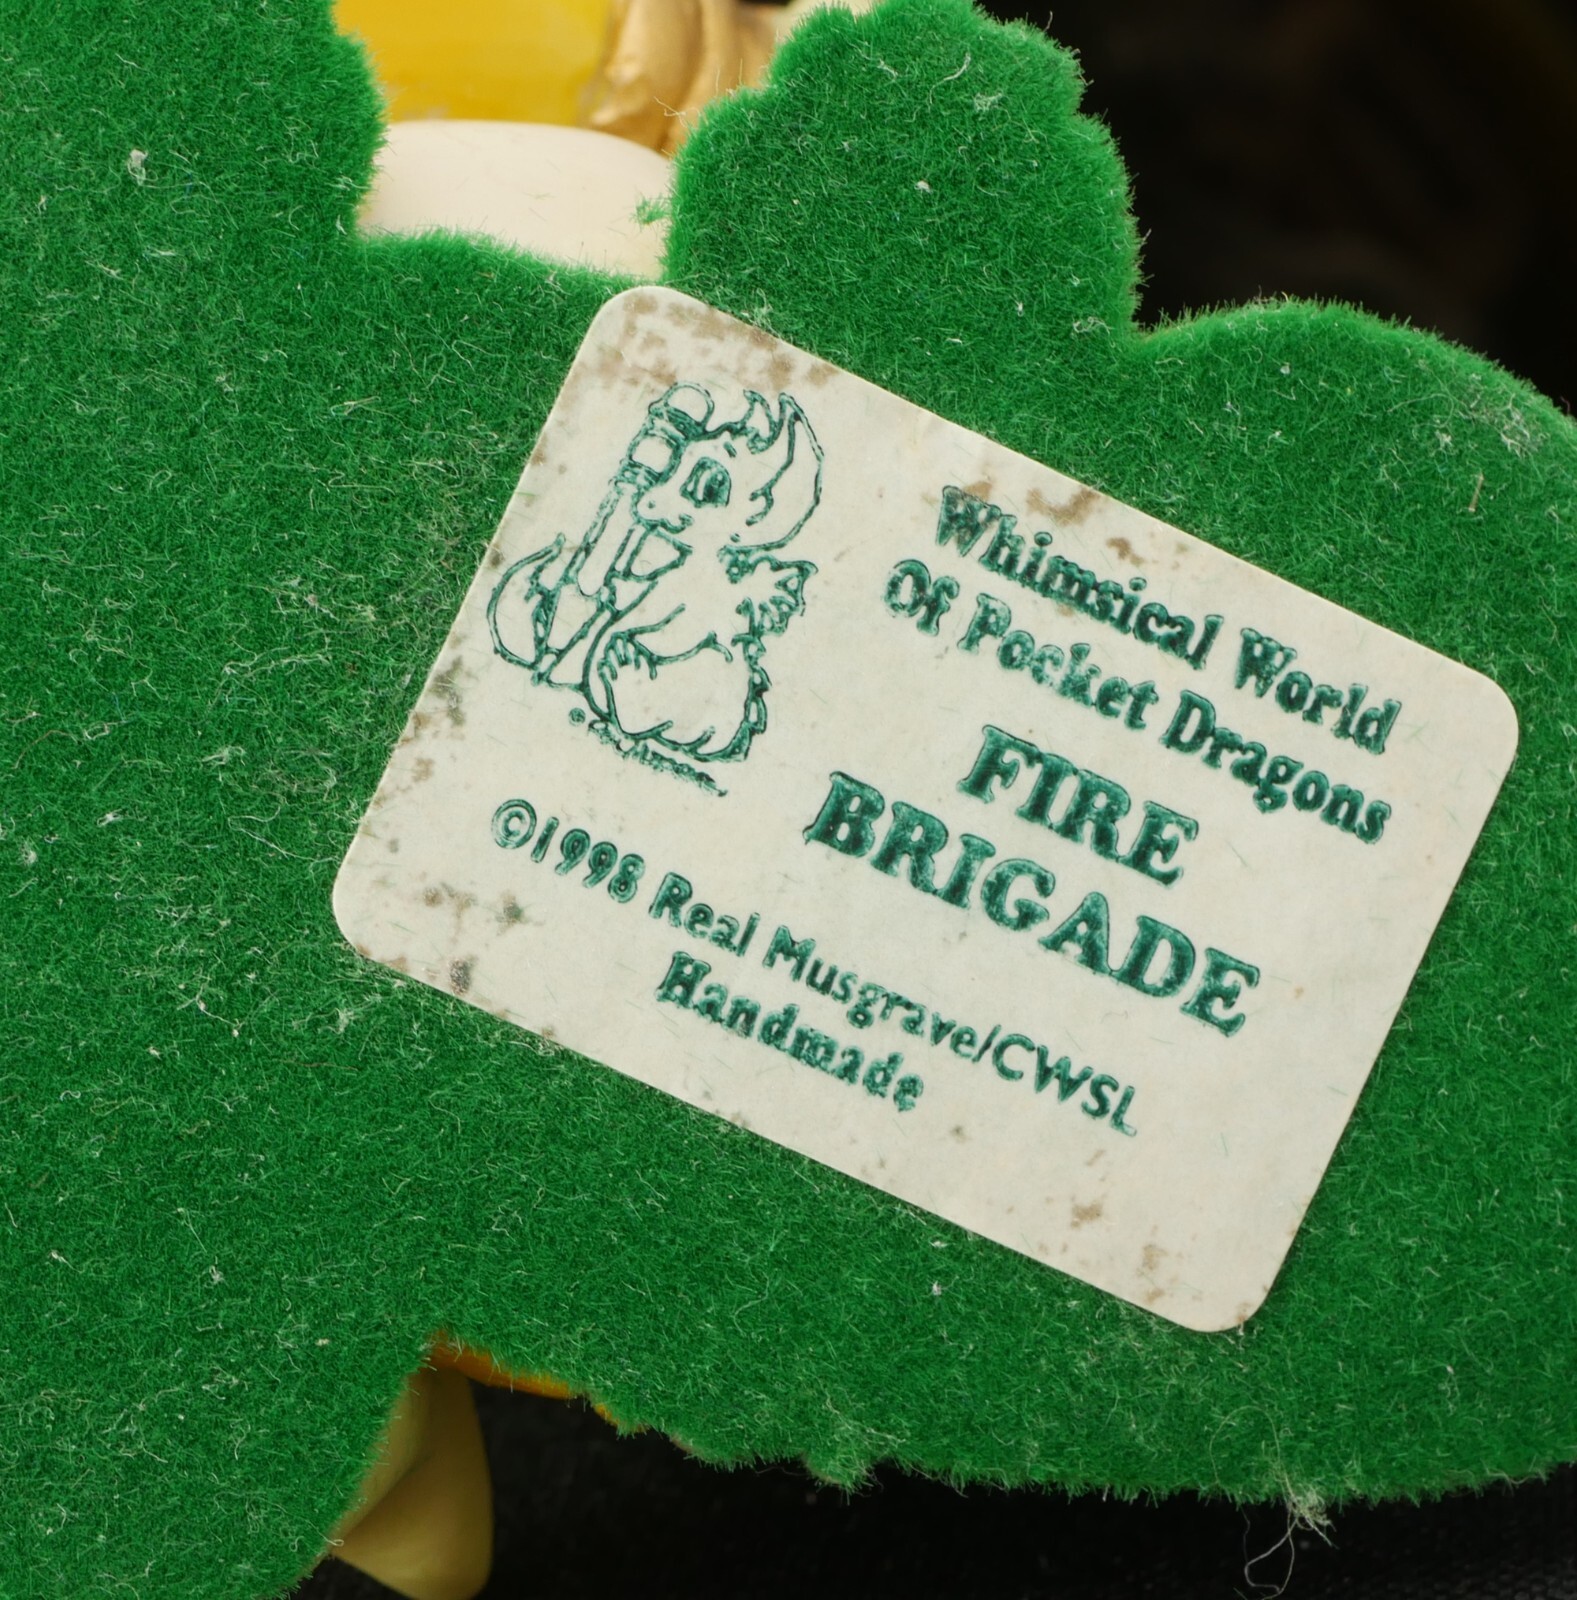 Whimsical World
Of Pocket Dragons
FIRE
BRIGADE
©1998 Real Musgrave/CWSL
Handmade